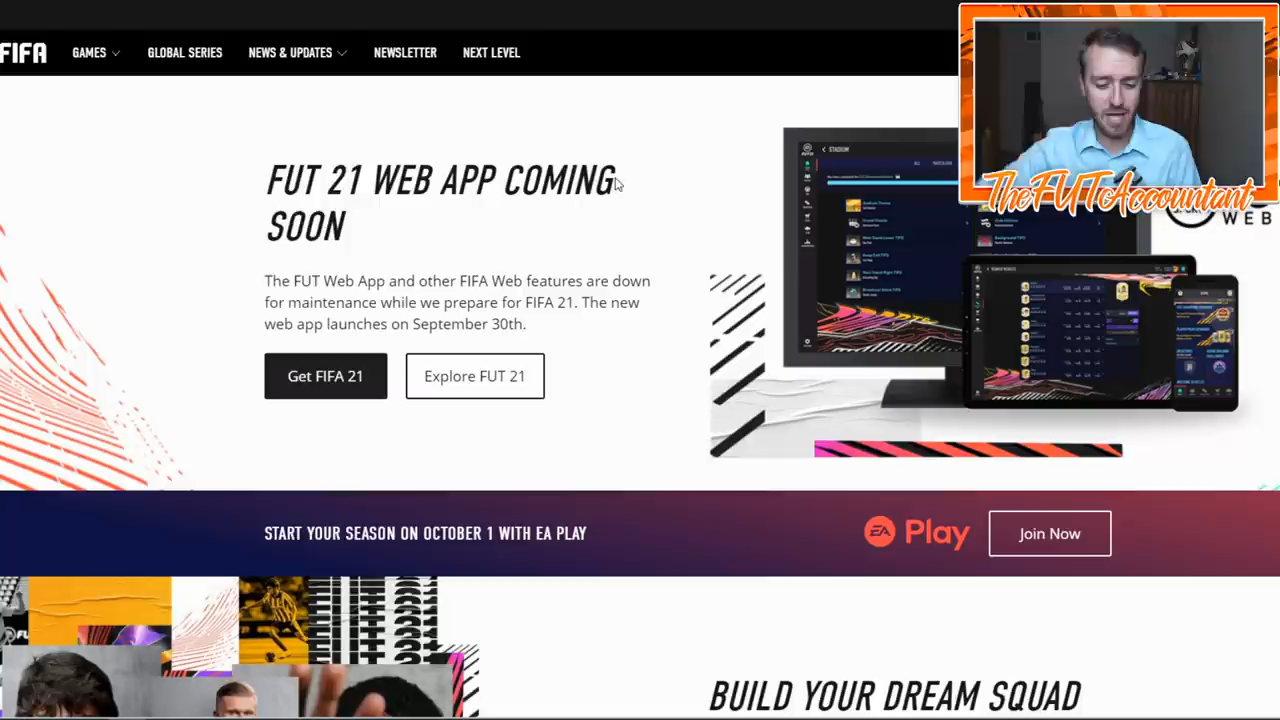 FIFA
GAMES
GLOBAL SERIES
NEWS & UPDATES
NEWSLETTER
NEXT LEVEL
TheFUTAccountant
WEB
STADIUM
FUT 21 WEB APP COMING
SOON
The FUT Web App and other FIFA Web features are down
for maintenance while we prepare for FIFA 21. The new
web app launches on September 30th.
Get FIFA 21
Explore FUT 21
START YOUR SEASON ON OCTOBER 1 WITH EA PLAY
EA Play
Join Now
BUILD YOUR DREAM SQUAD